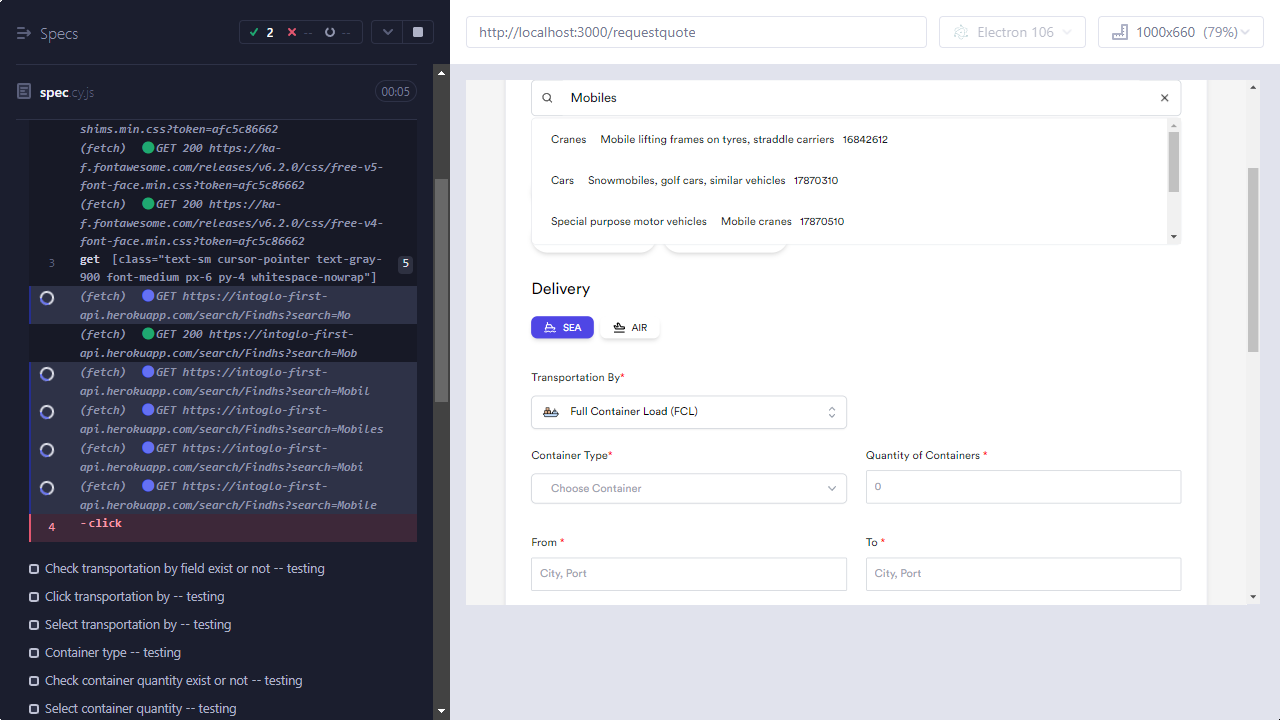 Specs
2
--
--
http://localhost:3000/requestquote
Electron 106
1000x660 (79%)
spec.cy.js
00:05
shims.min.css?token=afc5c86662
(fetch) GET 200 https://ka-
f.fontawesome.com/releases/v6.2.0/css/free-v5-
font-face.min.css?token=afc5c86662
(fetch) GET 200 https://ka-
f.fontawesome.com/releases/v6.2.0/css/free-v4-
font-face.min.css?token=afc5c86662
3 get [class="text-sm cursor-pointer text-gray- 5
900 font-medium px-6 py-4 whitespace-nowrap"]
(fetch) GET https://intoglo-first-
api.herokuapp.com/search/Findhs?search=Mo
(fetch) GET 200 https://intoglo-first-
api.herokuapp.com/search/Findhs?search=Mob
(fetch) GET https://intoglo-first-
api.herokuapp.com/search/Findhs?search=Mobil
(fetch) GET https://intoglo-first-
api.herokuapp.com/search/Findhs?search=Mobiles
(fetch) GET https://intoglo-first-
api.herokuapp.com/search/Findhs?search=Mobi
(fetch) GET https://intoglo-first-
api.herokuapp.com/search/Findhs?search=Mobile
4 -click
Check transportation by field exist or not -- testing
Click transportation by -- testing
Select transportation by -- testing
Container type -- testing
Check container quantity exist or not -- testing
Select container quantity -- testing
Mobiles
Cranes Mobile lifting frames on tyres, straddle carriers 16842612
Cars Snowmobiles, golf cars, similar vehicles 17870310
Special purpose motor vehicles Mobile cranes 17870510
Delivery
SEA AIR
Transportation By*
Full Container Load (FCL)
Container Type* Quantity of Containers *
Choose Container 0
From * To *
City, Port City, Port